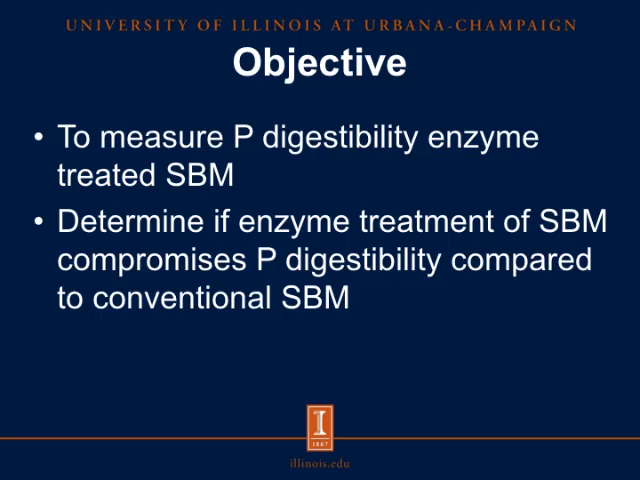 UNIVERSITY OF ILLINOIS AT URBANA-CHAMPAIGN
Objective
• To measure P digestibility enzyme
treated SBM
• Determine if enzyme treatment of SBM
compromises P digestibility compared
to conventional SBM
I
1867
illinois.edu